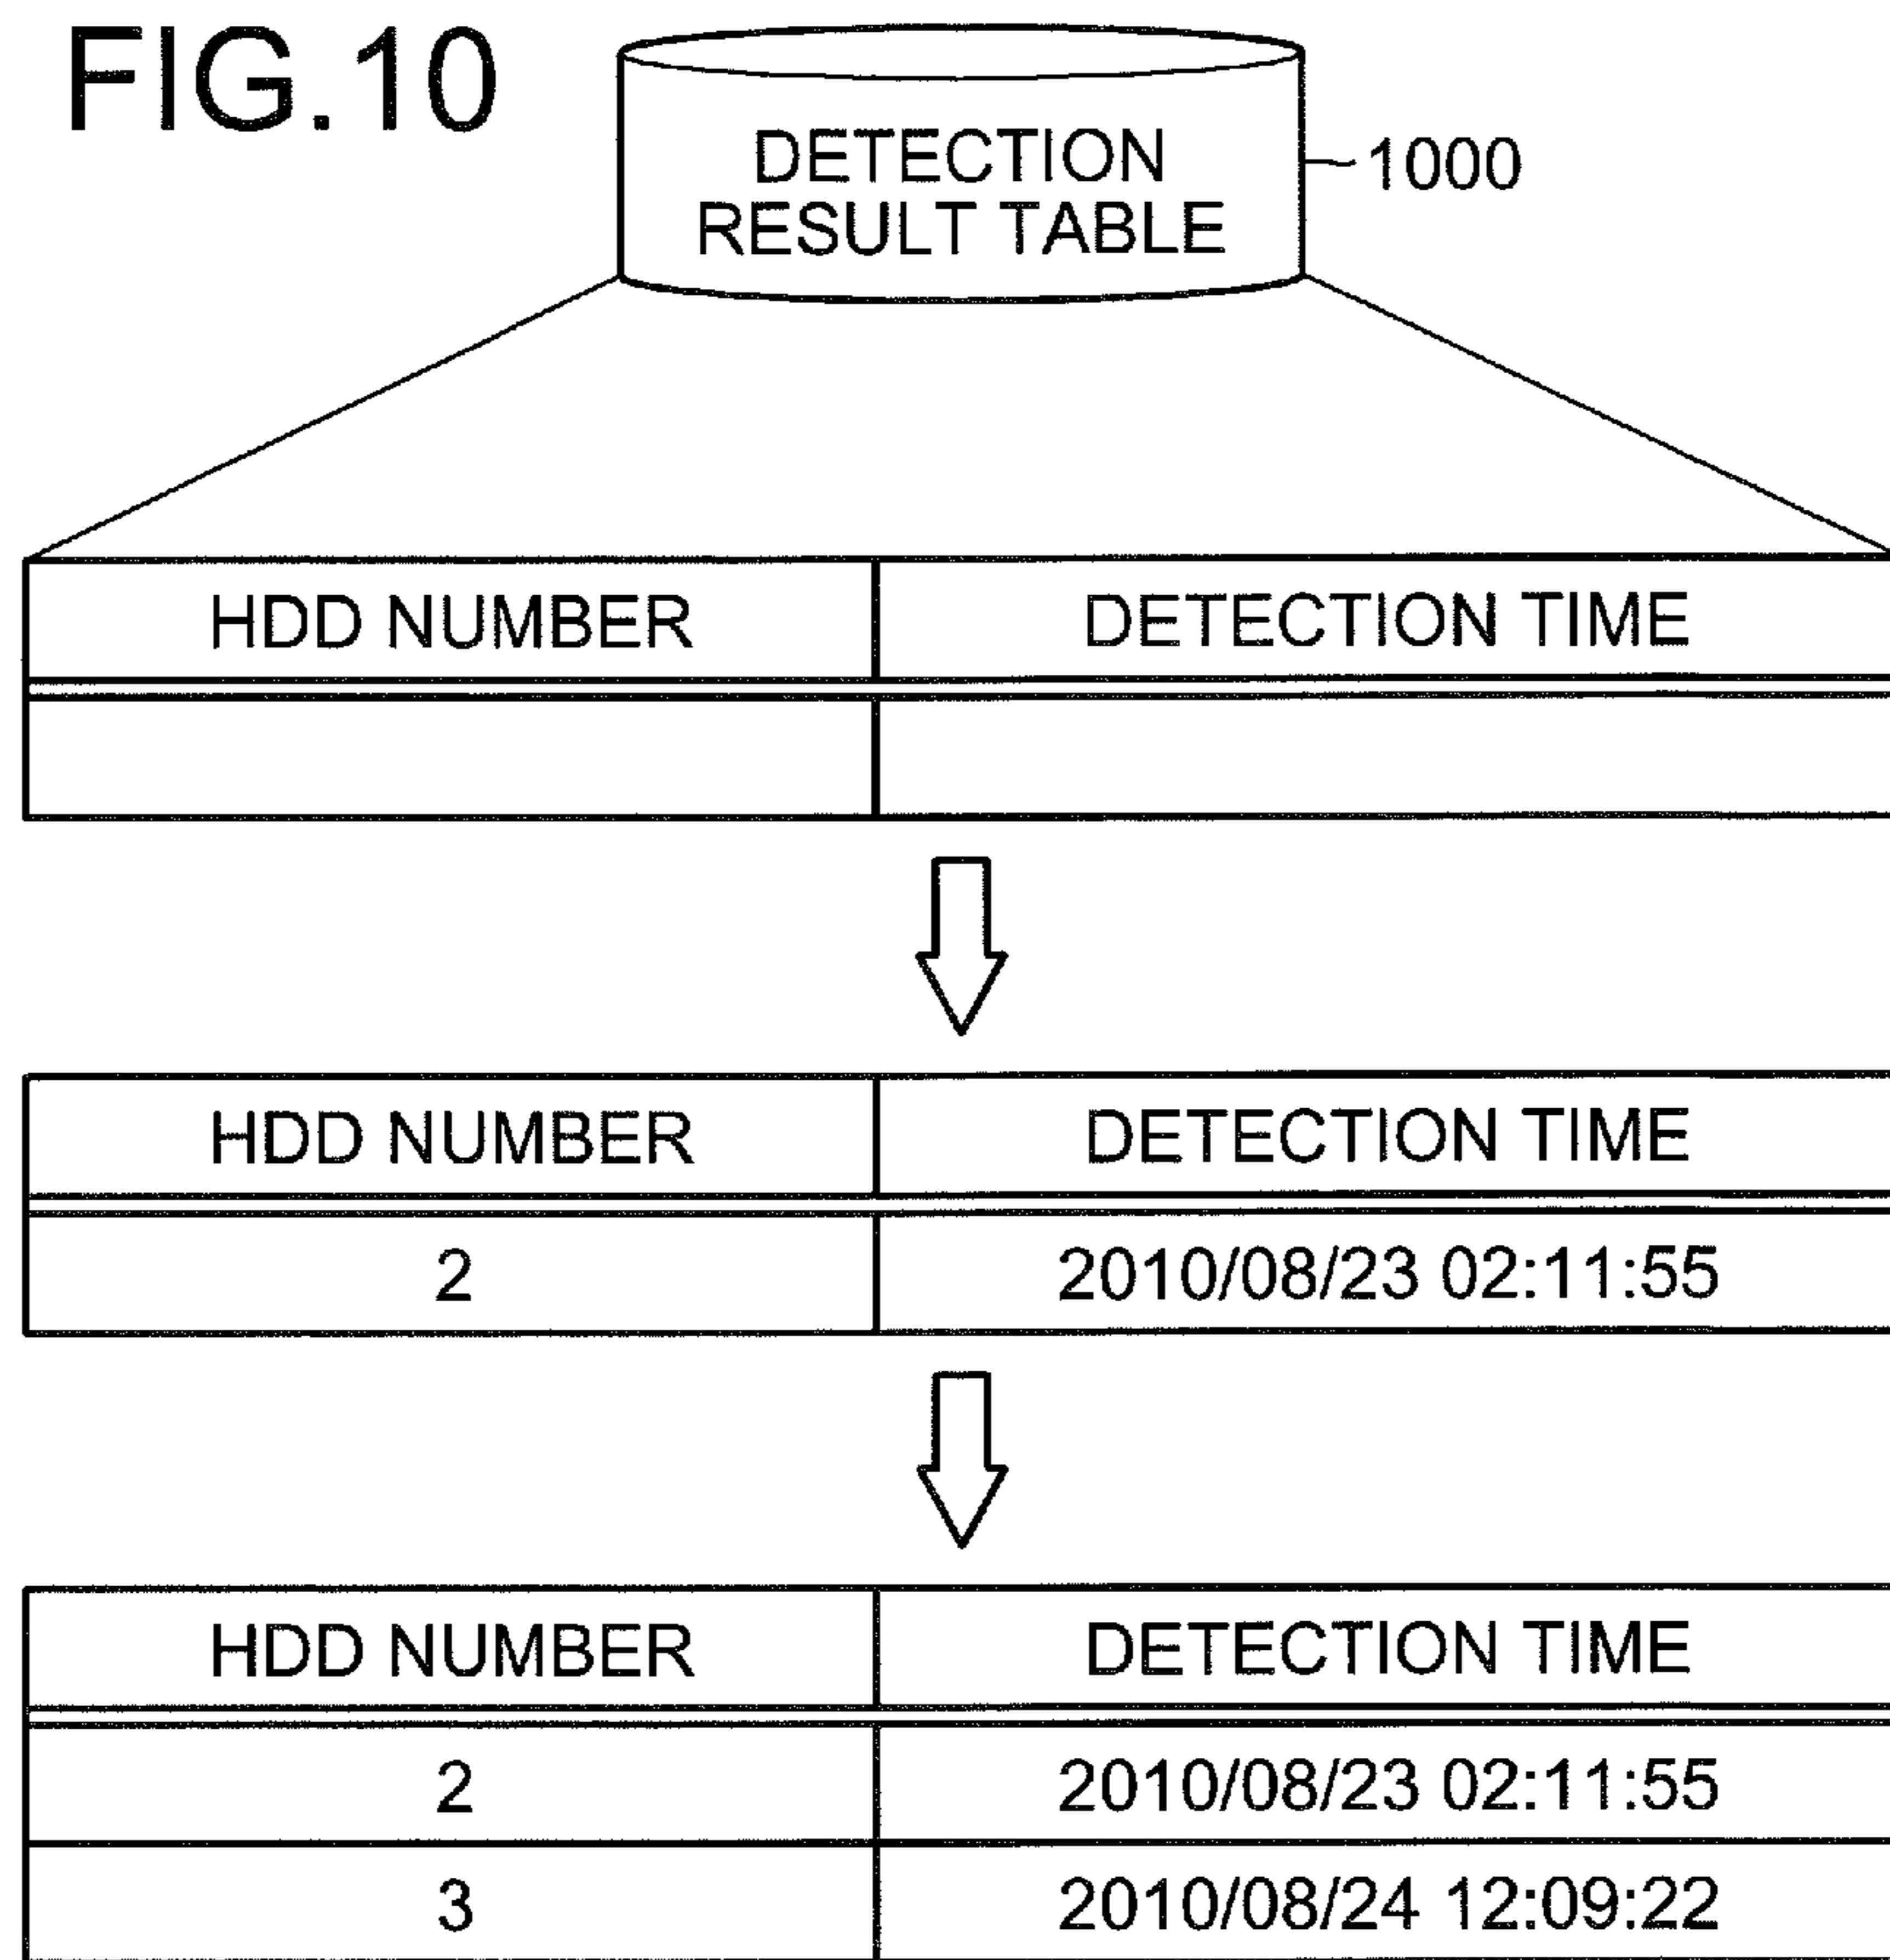 FIG.10
DETECTION
RESULT TABLE
1000
HDD NUMBER DETECTION TIME
HDD NUMBER DETECTION TIME
2 2010/08/23 02:11:55
HDD NUMBER DETECTION TIME
2 2010/08/23 02:11:55
3 2010/08/24 12:09:22